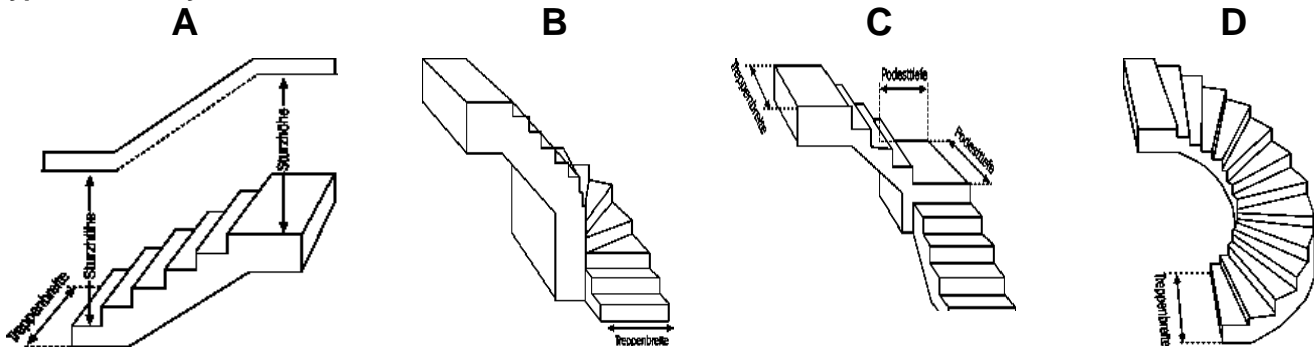 A
B
C
D
Sturzhöhe
Sturzhöhe
Treppenbreite
Treppenbreite
Treppenbreite
Podesttiefe
Podesttiefe
Treppenbreite